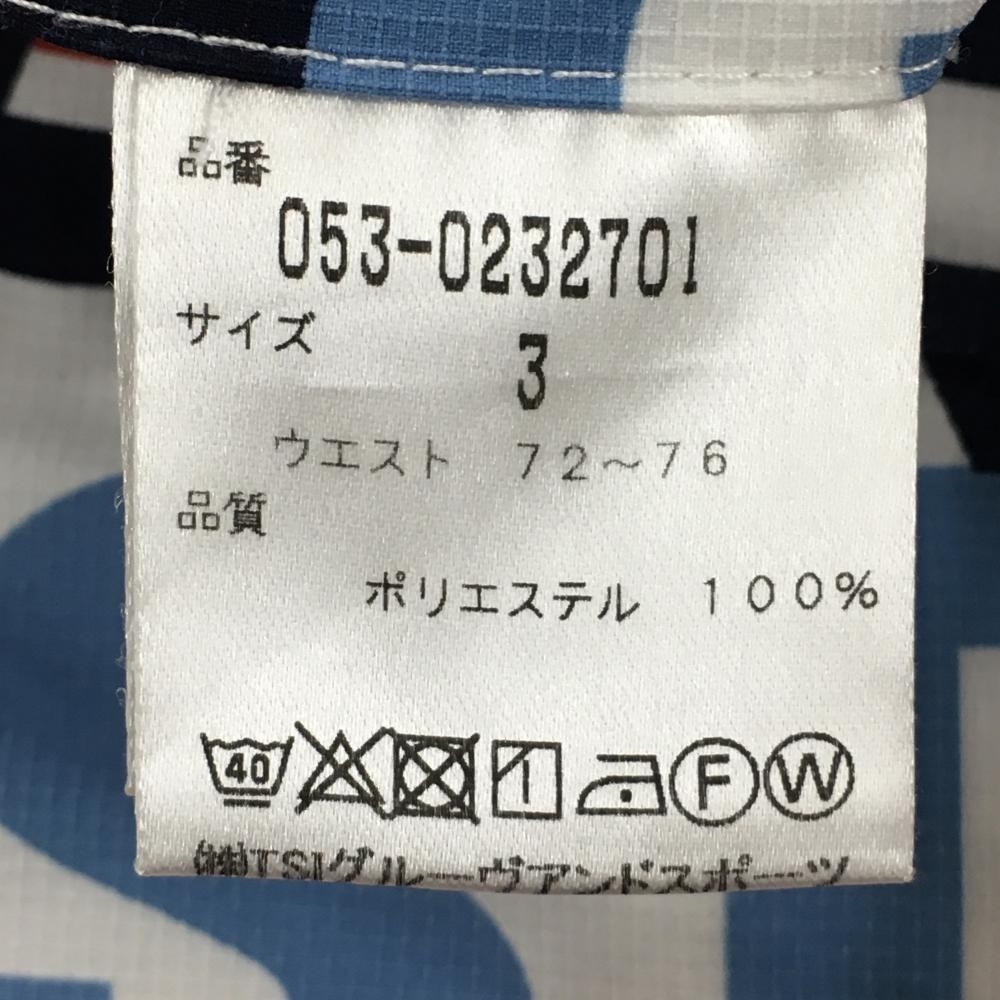 品番
053-0232701
サイズ
3
ウエスト 72～76
品質
ポリエステル 100%
40 1 F W
㈱TSIグルーヴアンドスポーツ